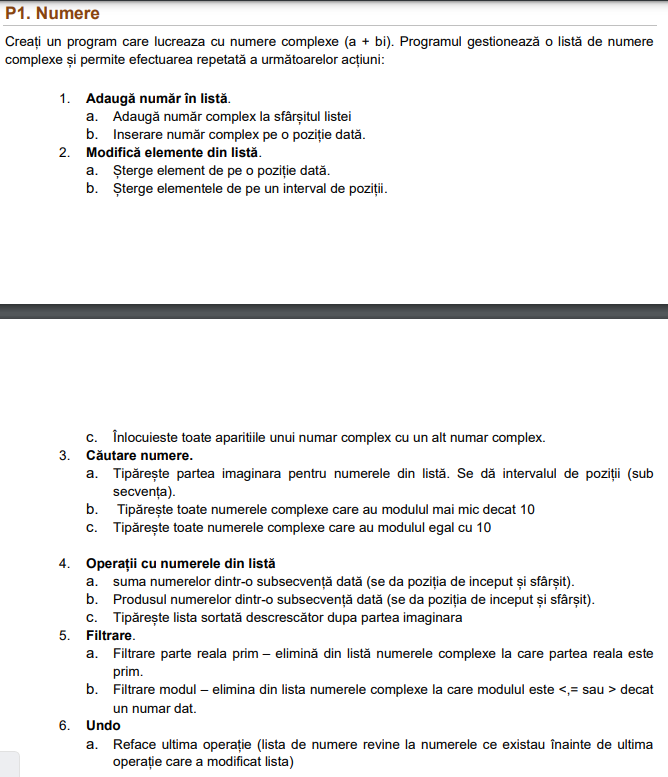 P1. Numere
Creați un program care lucreaza cu numere complexe (a + bi). Programul gestionează o listă de numere
complexe și permite efectuarea repetată a următoarelor acțiuni:
1. Adaugă număr în listă.
a. Adaugă număr complex la sfârșitul listei
b. Inserare număr complex pe o poziție dată.
2. Modifică elemente din listă.
a. Șterge element de pe o poziție dată.
b. Șterge elementele de pe un interval de poziții.
c. Înlocuieste toate aparitiile unui numar complex cu un alt numar complex.
3. Căutare numere.
a. Tipărește partea imaginara pentru numerele din listă. Se dă intervalul de poziții (sub
secvența).
b. Tipărește toate numerele complexe care au modulul mai mic decat 10
c. Tipărește toate numerele complexe care au modulul egal cu 10
4. Operații cu numerele din listă
a. suma numerelor dintr-o subsecvență dată (se da poziția de inceput și sfârșit).
b. Produsul numerelor dintr-o subsecvență dată (se da poziția de inceput și sfârșit).
c. Tipărește lista sortată descrescător dupa partea imaginara
5. Filtrare.
a. Filtrare parte reala prim – elimină din listă numerele complexe la care partea reala este
prim.
b. Filtrare modul – elimina din lista numerele complexe la care modulul este <,= sau > decat
un numar dat.
6. Undo
a. Reface ultima operație (lista de numere revine la numerele ce existau înainte de ultima
operație care a modificat lista)